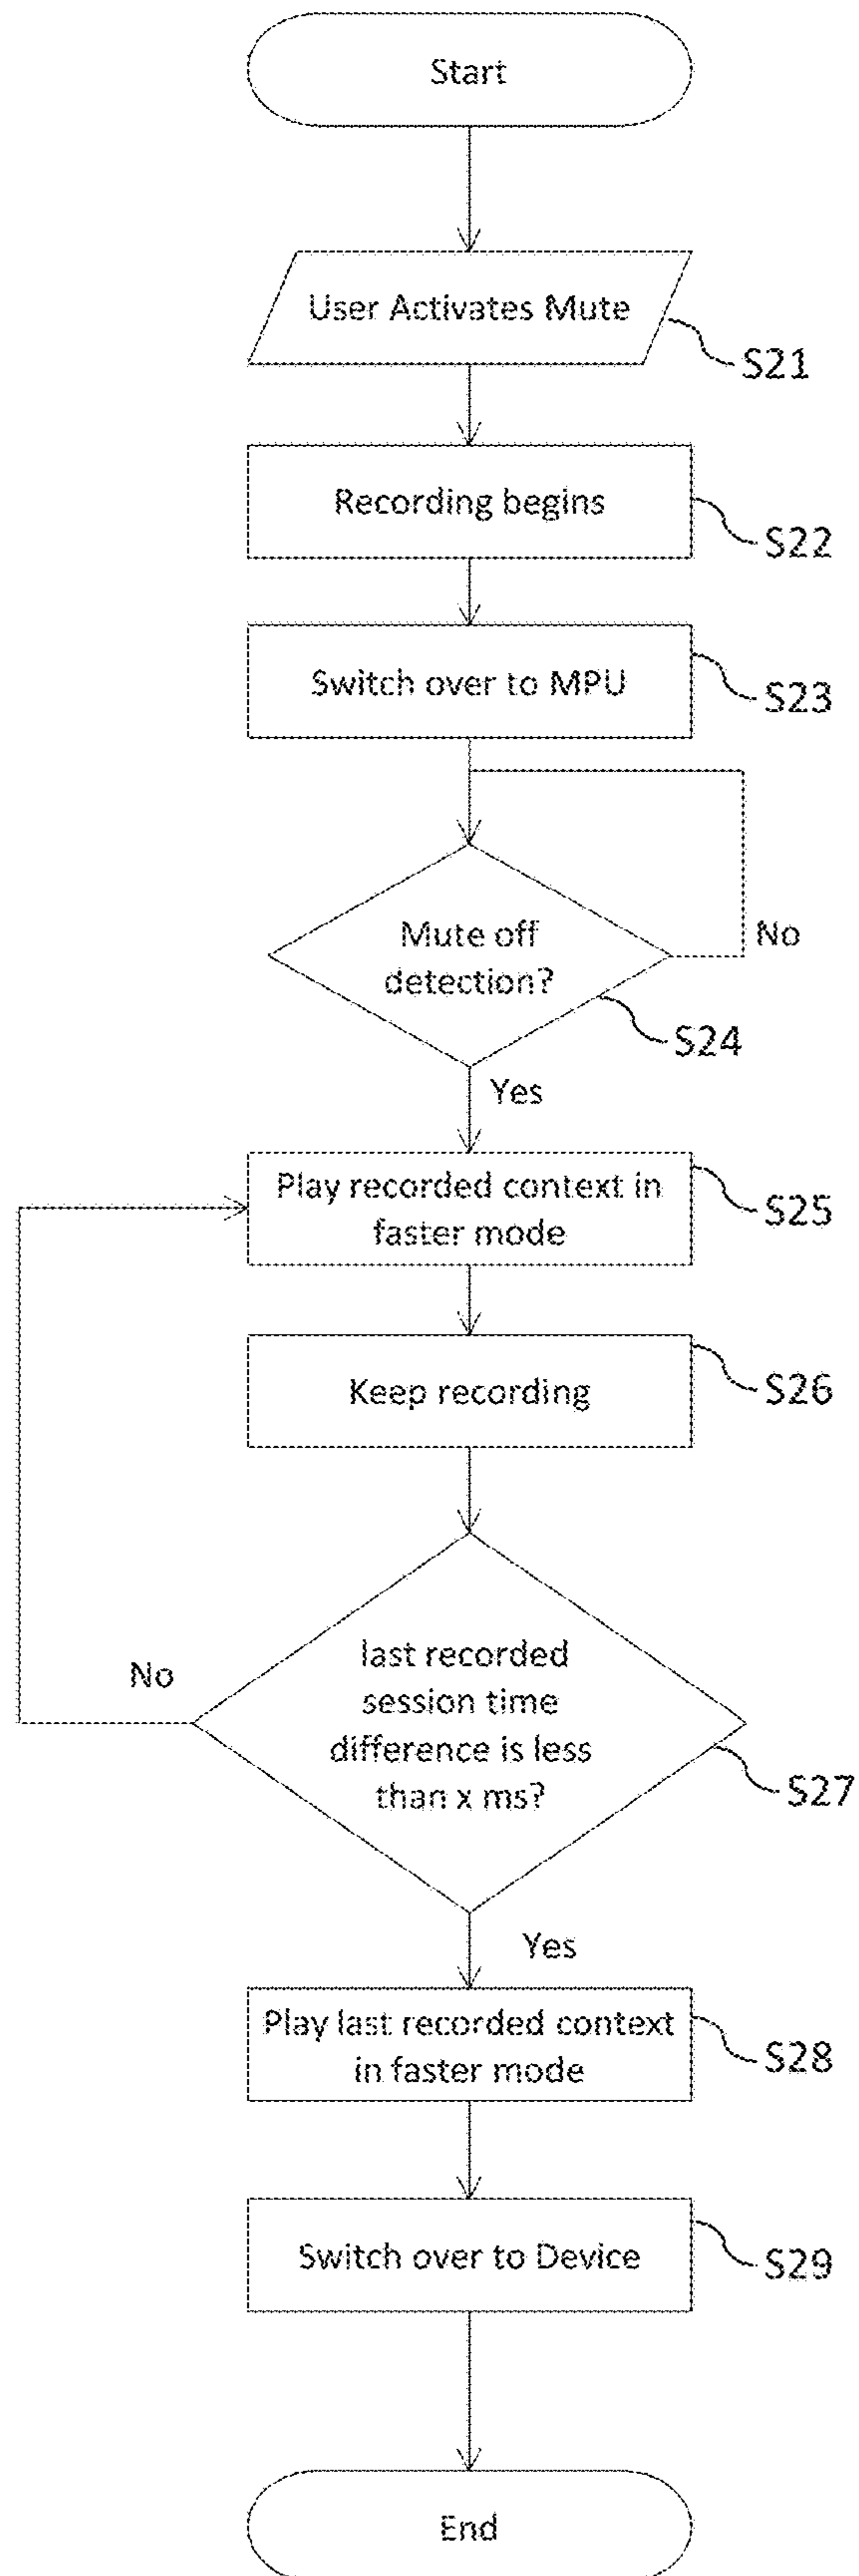 Start
User Activates Mute
S21
Recording begins
S22
Switch over to MPU
S23
Mute off
detection?
No
S24
Yes
Play recorded context in
faster mode
S25
Keep recording
S26
last recorded
session time
difference is less
than x ms?
No
S27
Yes
Play last recorded context
in faster mode
S28
Switch over to Device
S29
End